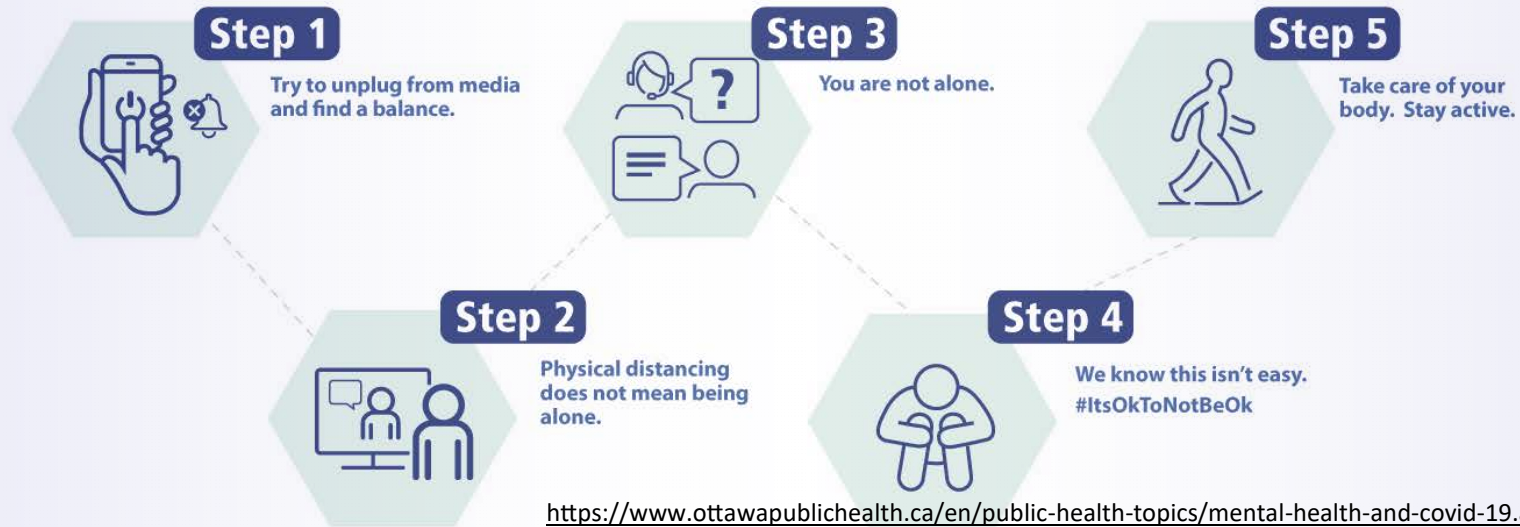 Step 1
Try to unplug from media
and find a balance.
Step 2
Physical distancing
does not mean being
alone.
Step 3
?
You are not alone.
Step 4
We know this isn't easy.
#ItsOkToNotBeOk
Step 5
Take care of your
body. Stay active.
https://www.ottawapublichealth.ca/en/public-health-topics/mental-health-and-covid-19.